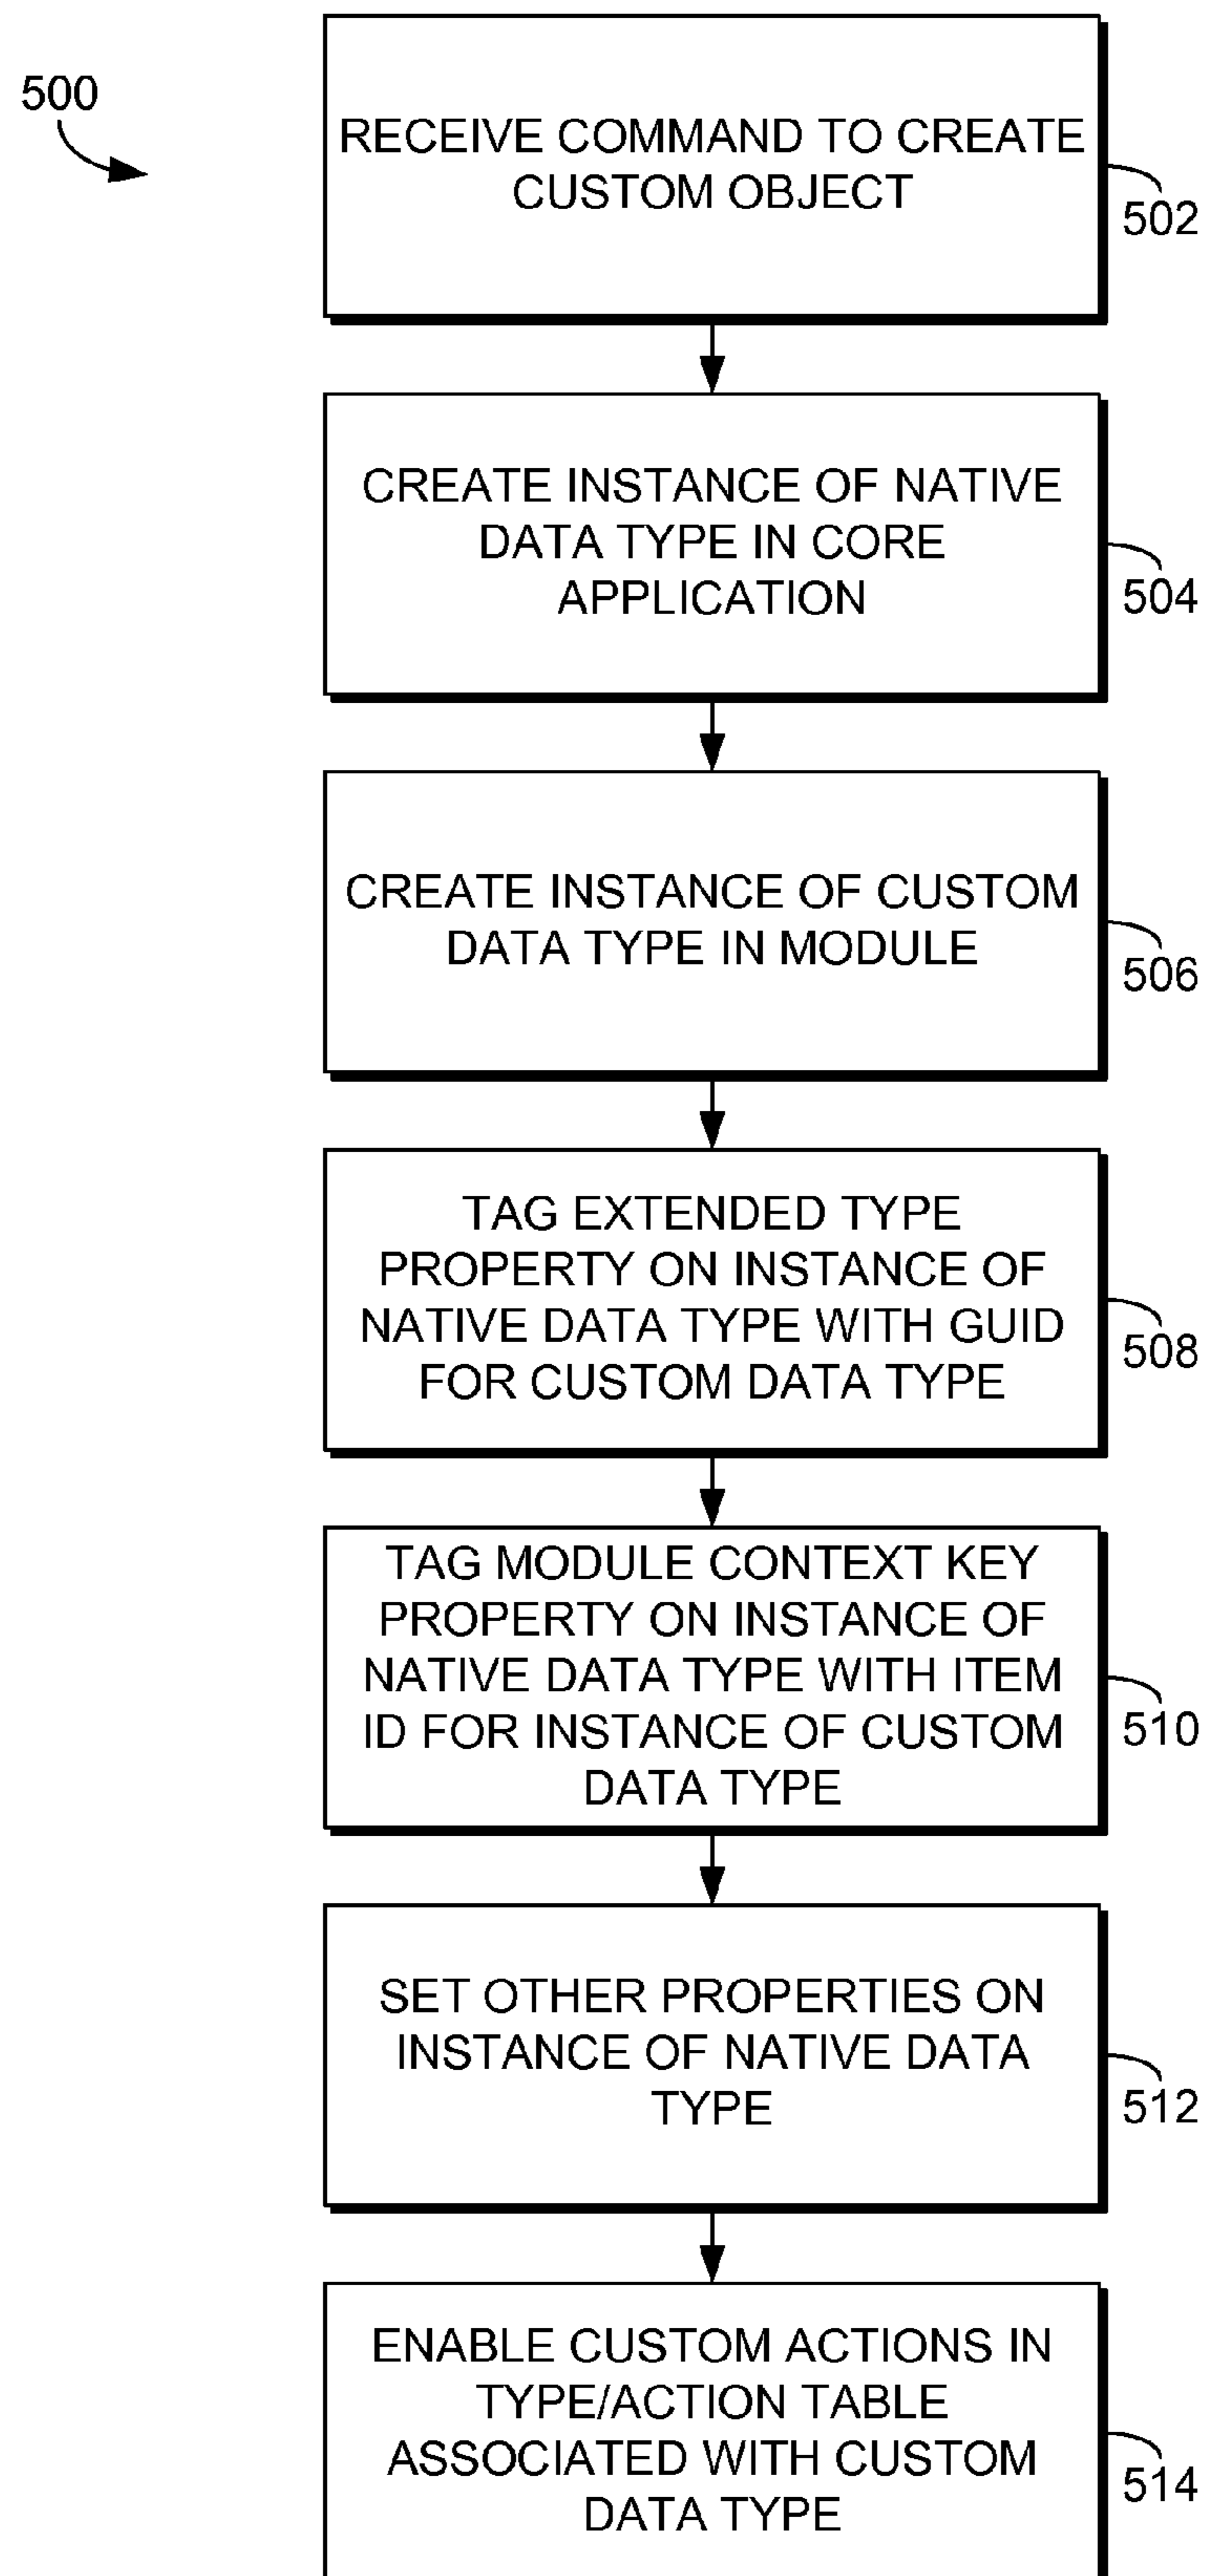 500
RECEIVE COMMAND TO CREATE
CUSTOM OBJECT
502
CREATE INSTANCE OF NATIVE
DATA TYPE IN CORE
APPLICATION
504
CREATE INSTANCE OF CUSTOM
DATA TYPE IN MODULE
506
TAG EXTENDED TYPE
PROPERTY ON INSTANCE OF
NATIVE DATA TYPE WITH GUID
FOR CUSTOM DATA TYPE
508
TAG MODULE CONTEXT KEY
PROPERTY ON INSTANCE OF
NATIVE DATA TYPE WITH ITEM
ID FOR INSTANCE OF CUSTOM
DATA TYPE
510
SET OTHER PROPERTIES ON
INSTANCE OF NATIVE DATA
TYPE
512
ENABLE CUSTOM ACTIONS IN
TYPE/ACTION TABLE
ASSOCIATED WITH CUSTOM
DATA TYPE
514